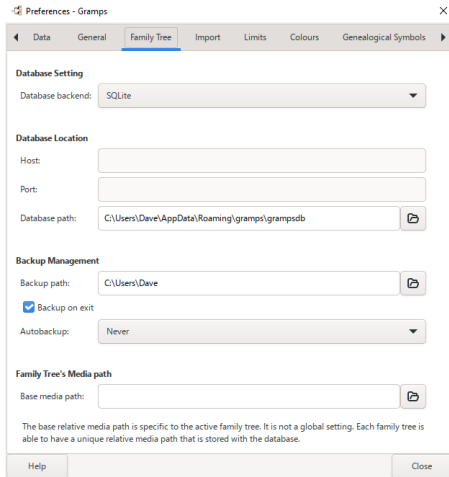 Preferences - Gramps
Data General Family Tree Import Limits Colours Genealogical Symbols
Database Setting
Database backend: SQLite
Database Location
Host:
Port:
Database path: C:\Users\Dave\AppData\Roaming\gramps\grampsdb
Backup Management
Backup path: C:\Users\Dave
Backup on exit
Autobackup: Never
Family Tree's Media path
Base media path:
The base relative media path is specific to the active family tree. It is not a global setting. Each family tree is
able to have a unique relative media path that is stored with the database.
Help Close